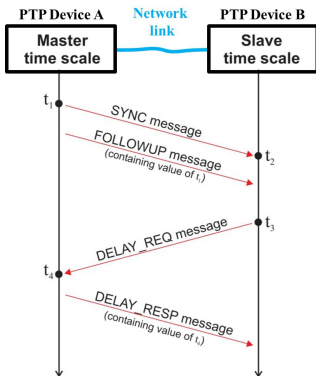 PTP Device A
Network
link
PTP Device B
Master
time scale
Slave
time scale
t₁
SYNC message
FOLLOWUP message
(containing value of t₁)
t₂
t₃
DELAY_REQ message
t₄
DELAY_RESP message
(containing value of t₄)